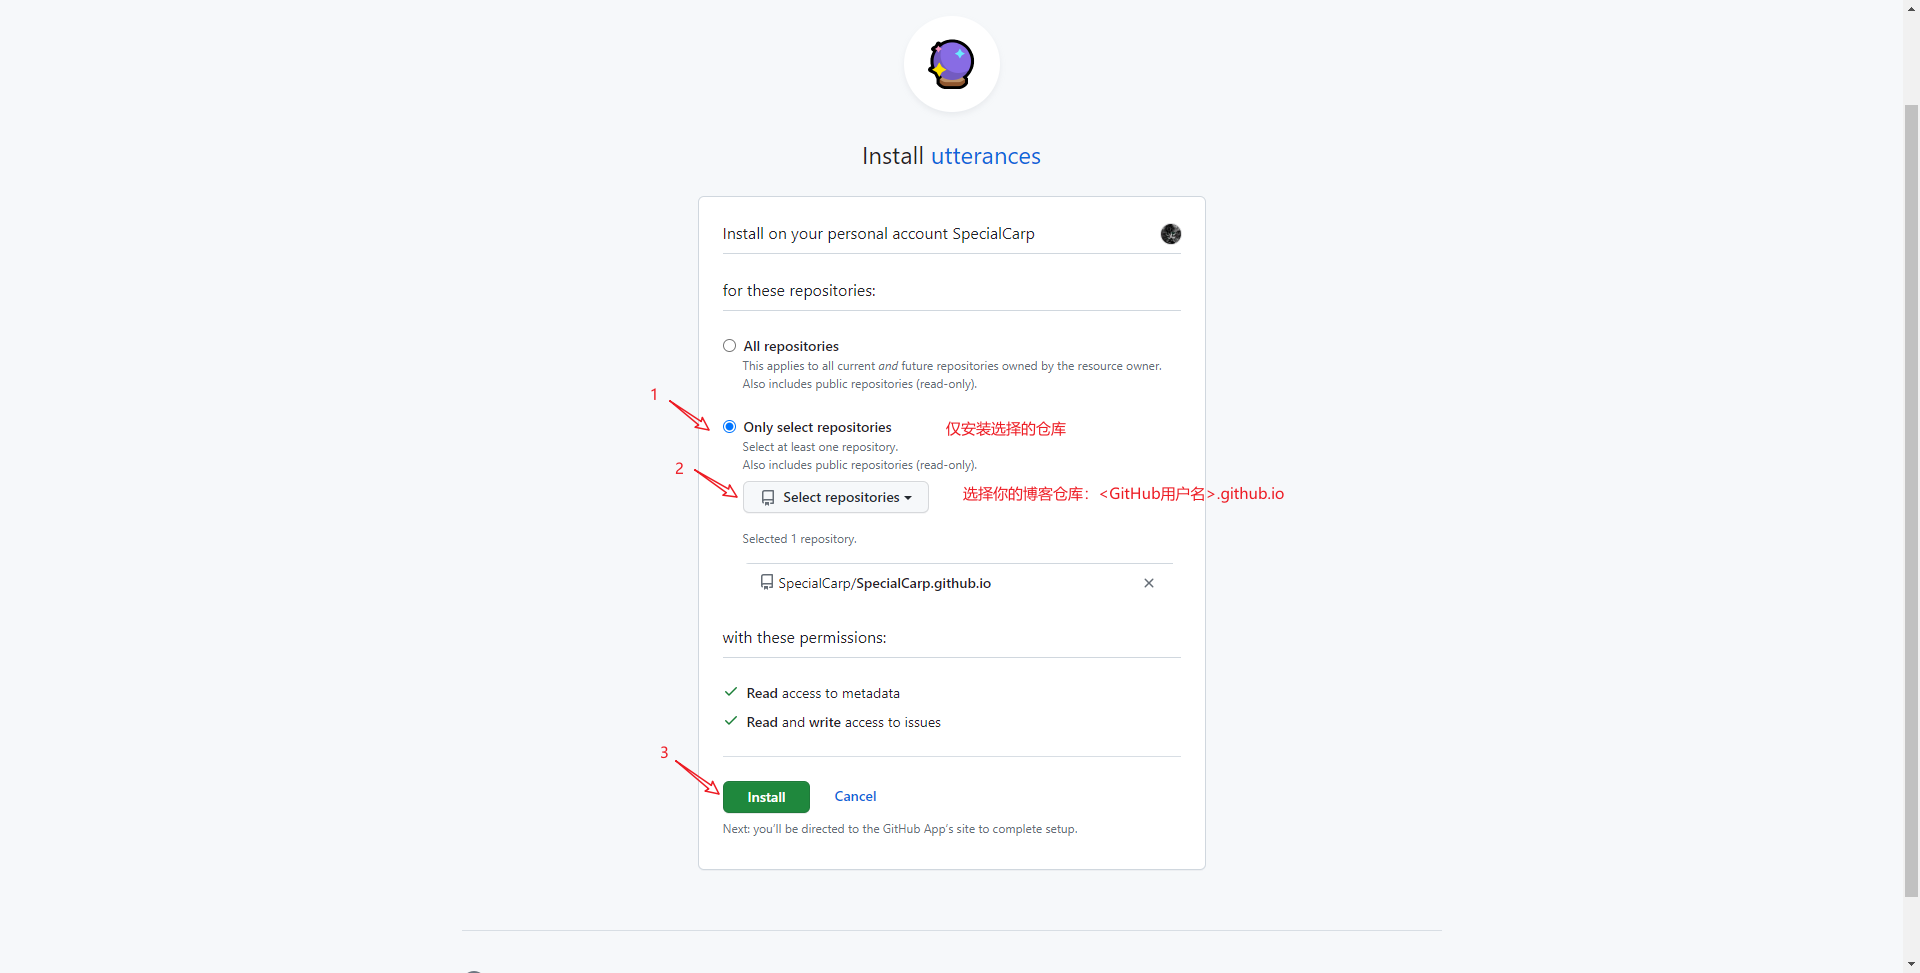 Install utterances
Install on your personal account SpecialCarp
for these repositories:
All repositories
This applies to all current and future repositories owned by the resource owner.
Also includes public repositories (read-only).
1
Only select repositories
仅安装选择的仓库
Select at least one repository.
Also includes public repositories (read-only).
2
Select repositories
选择你的博客仓库：<GitHub用户名>.github.io
Selected 1 repository.
SpecialCarp/SpecialCarp.github.io
with these permissions:
Read access to metadata
Read and write access to issues
3
Install
Cancel
Next: you'll be directed to the GitHub App's site to complete setup.